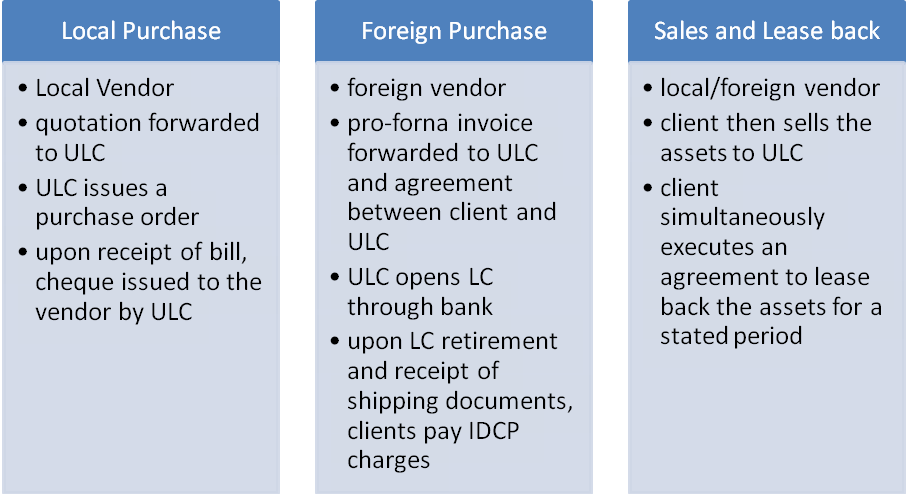 Local Purchase
• Local Vendor
• quotation forwarded
to ULC
• ULC issues a
purchase order
• upon receipt of bill,
cheque issued to the
vendor by ULC
Foreign Purchase
• foreign vendor
• pro-forna invoice
forwarded to ULC
and agreement
between client and
ULC
• ULC opens LC
through bank
• upon LC retirement
and receipt of
shipping documents,
clients pay IDCP
charges
Sales and Lease back
• local/foreign vendor
• client then sells the
assets to ULC
• client
simultaneously
executes an
agreement to lease
back the assets for a
stated period